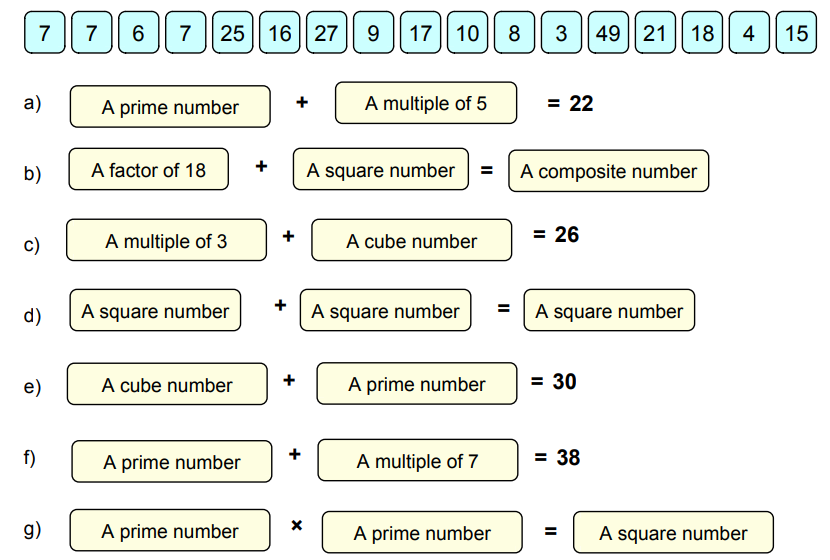 7 7 6 7 25 16 27 9 17 10 8 3 49 21 18 4 15
a) A prime number + A multiple of 5 = 22
b) A factor of 18 + A square number = A composite number
c) A multiple of 3 + A cube number = 26
d) A square number + A square number = A square number
e) A cube number + A prime number = 30
f) A prime number + A multiple of 7 = 38
g) A prime number × A prime number = A square number